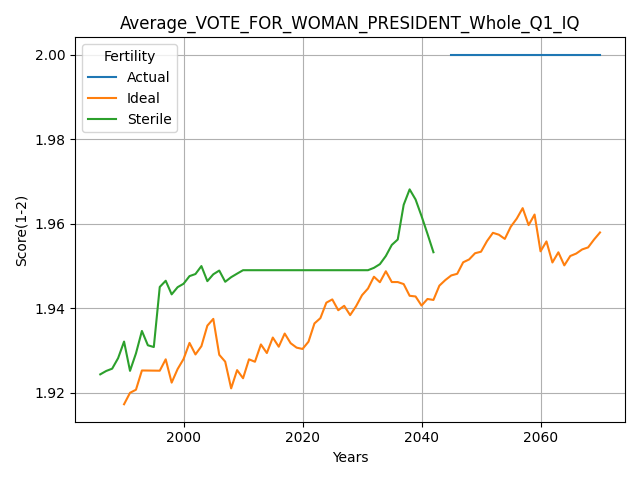 Average_VOTE_FOR_WOMAN_PRESIDENT_Whole_Q1_IQ
Fertility
Actual
Ideal
Sterile
Score(1-2)
2.00
1.98
1.96
1.94
1.92
2000 2020 2040 2060
Years